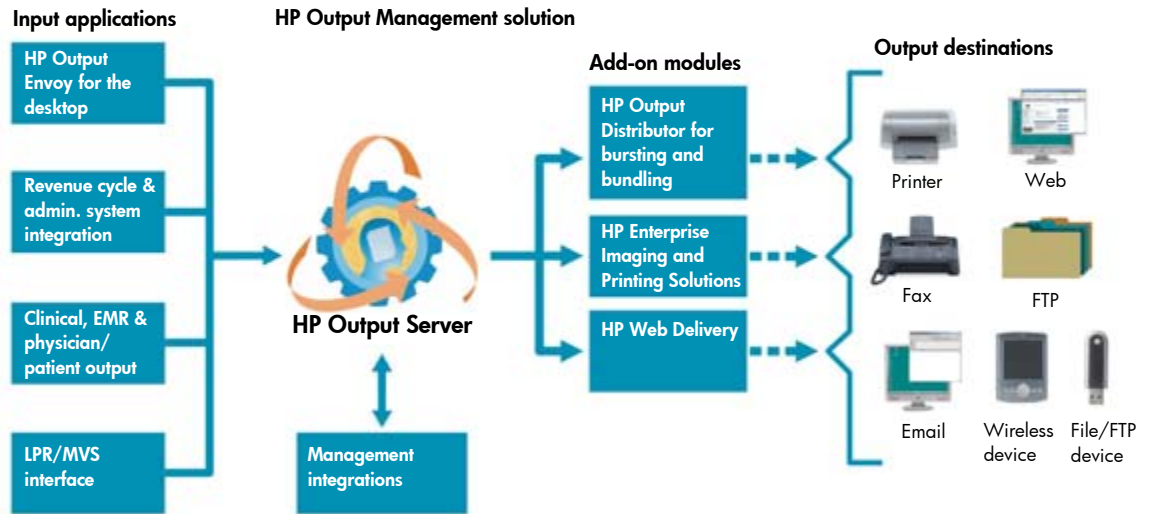 Input applications
HP Output
Envoy for the
desktop
Revenue cycle &
admin. system
integration
Clinical, EMR &
physician/
patient output
LPR/MVS
interface
HP Output Management solution
HP Output Server
Management
integrations
Add-on modules
HP Output
Distributor for
bursting and
bundling
HP Enterprise
Imaging and
Printing Solutions
HP Web Delivery
Output destinations
Printer
Web
Fax
FTP
Email
Wireless
device
File/FTP
device